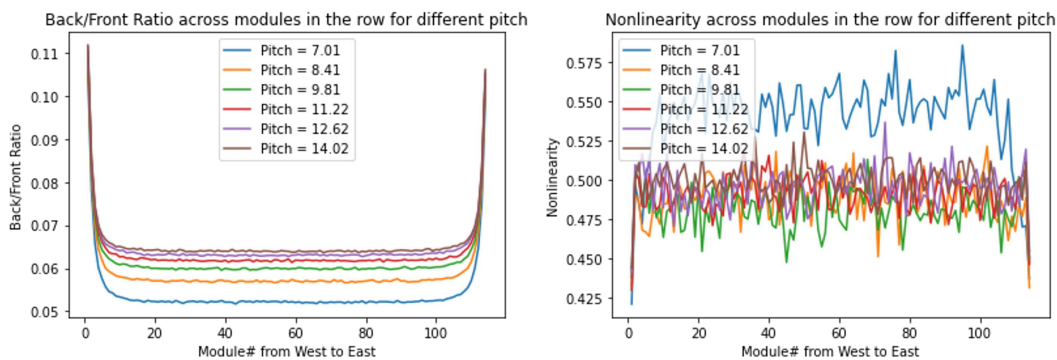 Back/Front Ratio across modules in the row for different pitch
Back/Front Ratio
0.11
0.10
0.09
0.08
0.07
0.06
0.05
Pitch = 7.01
Pitch = 8.41
Pitch = 9.81
Pitch = 11.22
Pitch = 12.62
Pitch = 14.02
0 20 40 60 80 100
Module# from West to East
Nonlinearity across modules in the row for different pitch
Nonlinearity
0.575
0.550
0.525
0.500
0.475
0.450
0.425
Pitch = 7.01
Pitch = 8.41
Pitch = 9.81
Pitch = 11.22
Pitch = 12.62
Pitch = 14.02
0 20 40 60 80 100
Module# from West to East